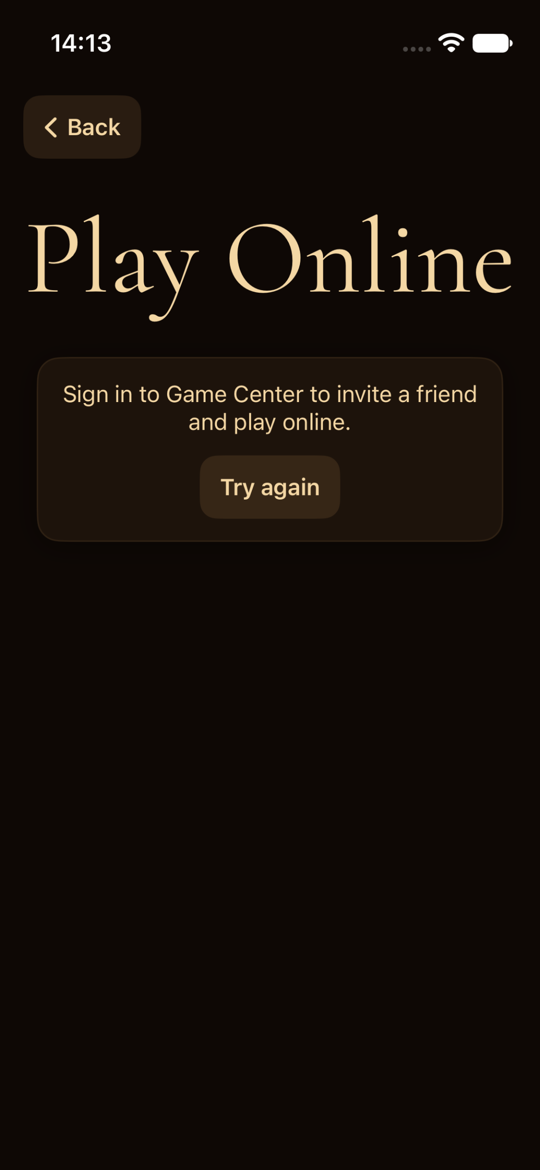 14:13
Back
Play Online
Sign in to Game Center to invite a friend
and play online.
Try again